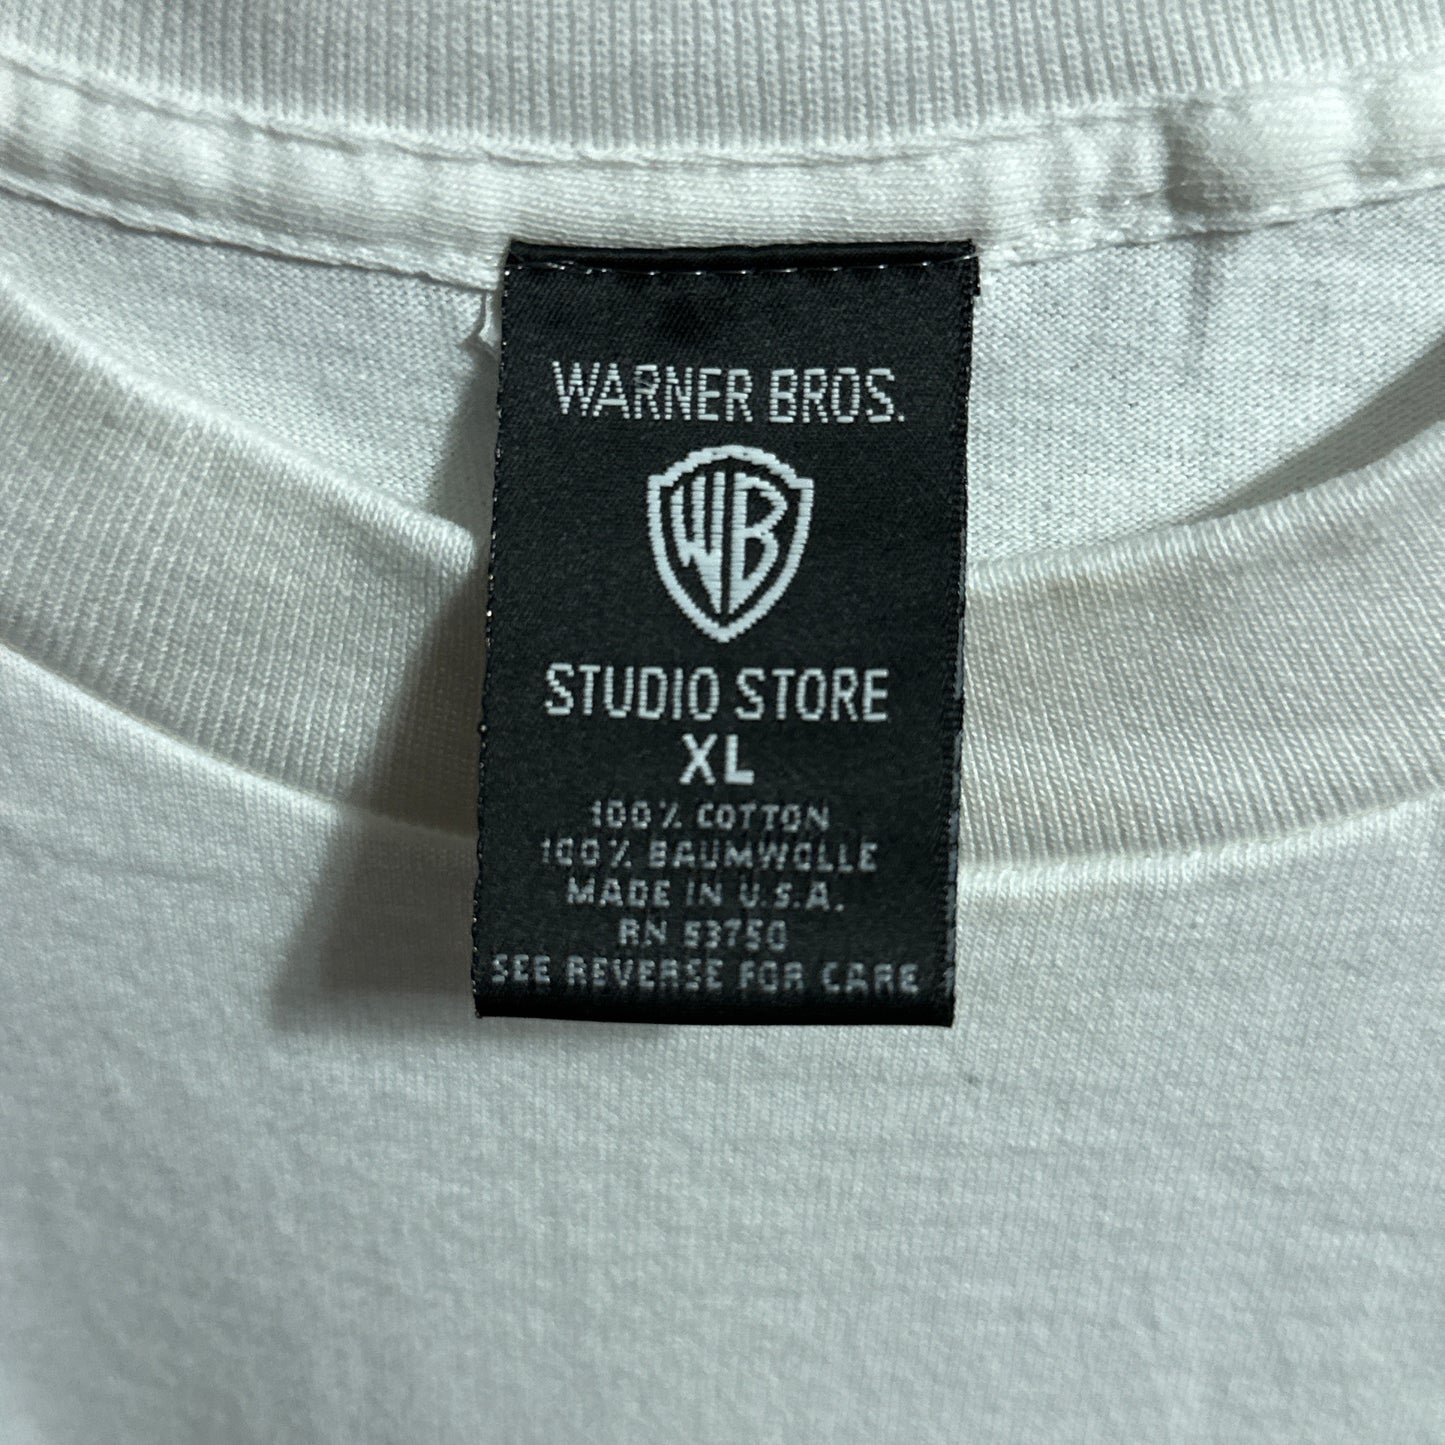 WARNER BROS.
WB
STUDIO STORE
XL
100% COTTON
100% BAUMWOLLE
MADE IN U.S.A.
RN 53750
SEE REVERSE FOR CARE